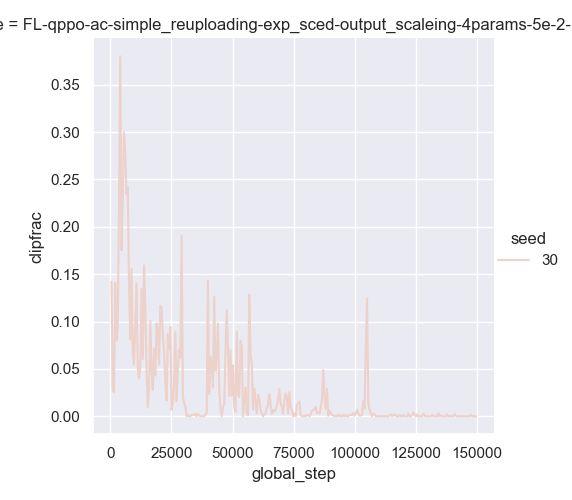 e = FL-qppo-ac-simple_reuploading-exp_sced-output_scaleing-4params-5e-2-
0.35
0.30
0.25
0.20
0.15
0.10
0.05
0.00
clipfrac
0 25000 50000 75000 100000 125000 150000
global_step
seed
30